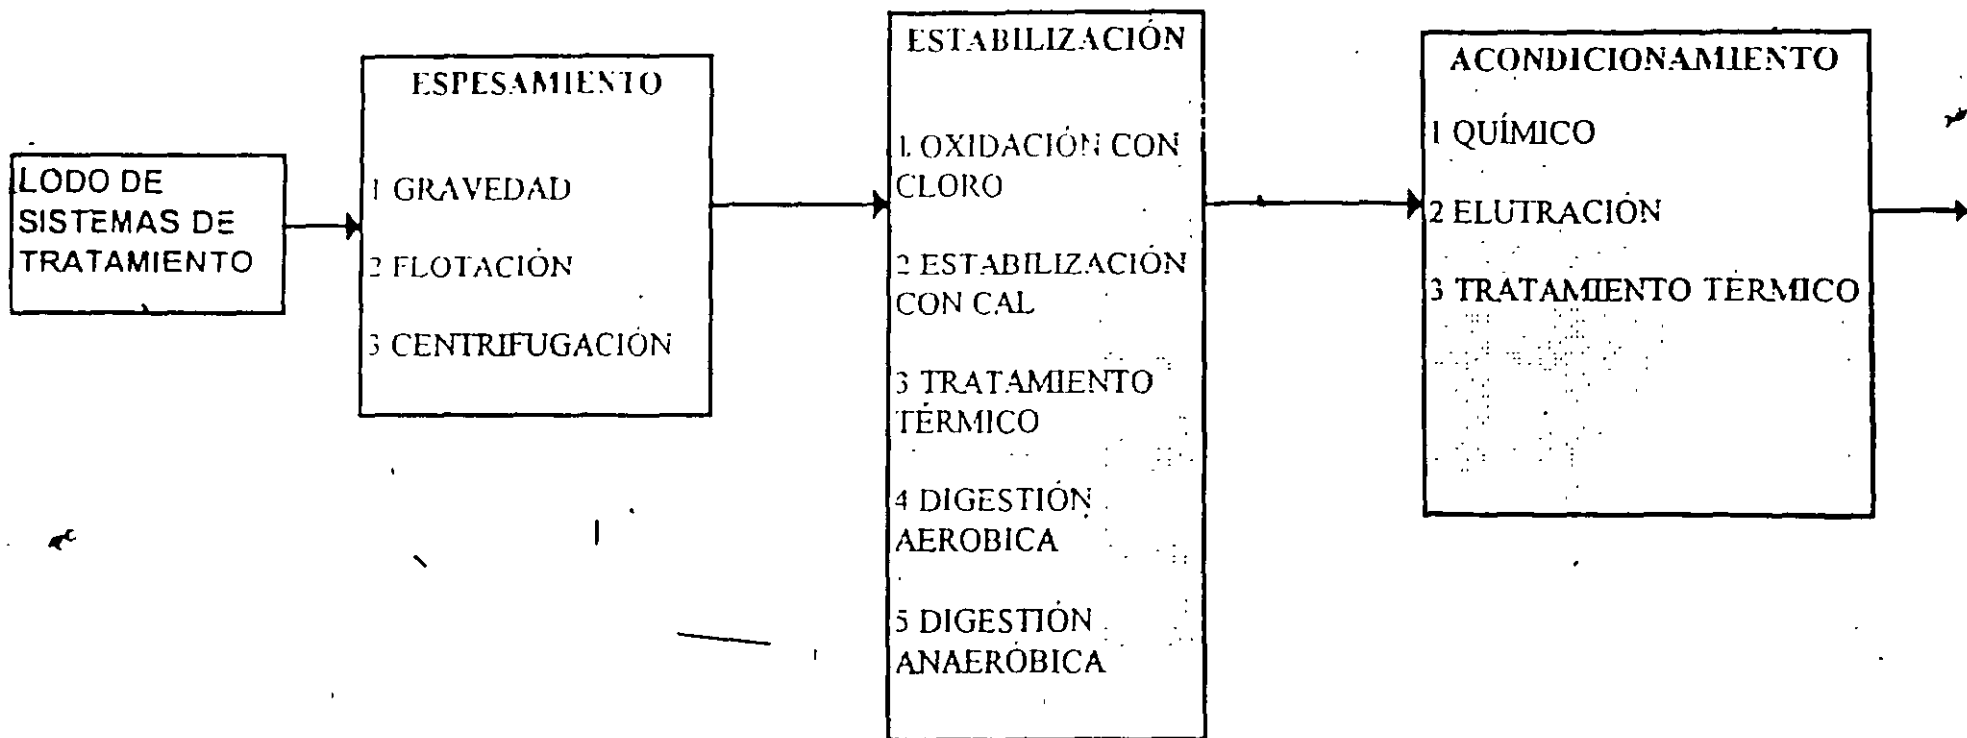 LODO DE
SISTEMAS DE
TRATAMIENTO
ESPESAMIENTO
1 GRAVEDAD
2 FLOTACIÓN
3 CENTRIFUGACIÓN
ESTABILIZACIÓN
1. OXIDACIÓN CON
CLORO
2 ESTABILIZACIÓN
CON CAL
3 TRATAMIENTO
TÉRMICO
4 DIGESTIÓN
AEROBICA
5 DIGESTIÓN
ANAERÓBICA
ACONDICIONAMIENTO
1 QUÍMICO
2 ELUTRACIÓN
3 TRATAMIENTO TÉRMICO